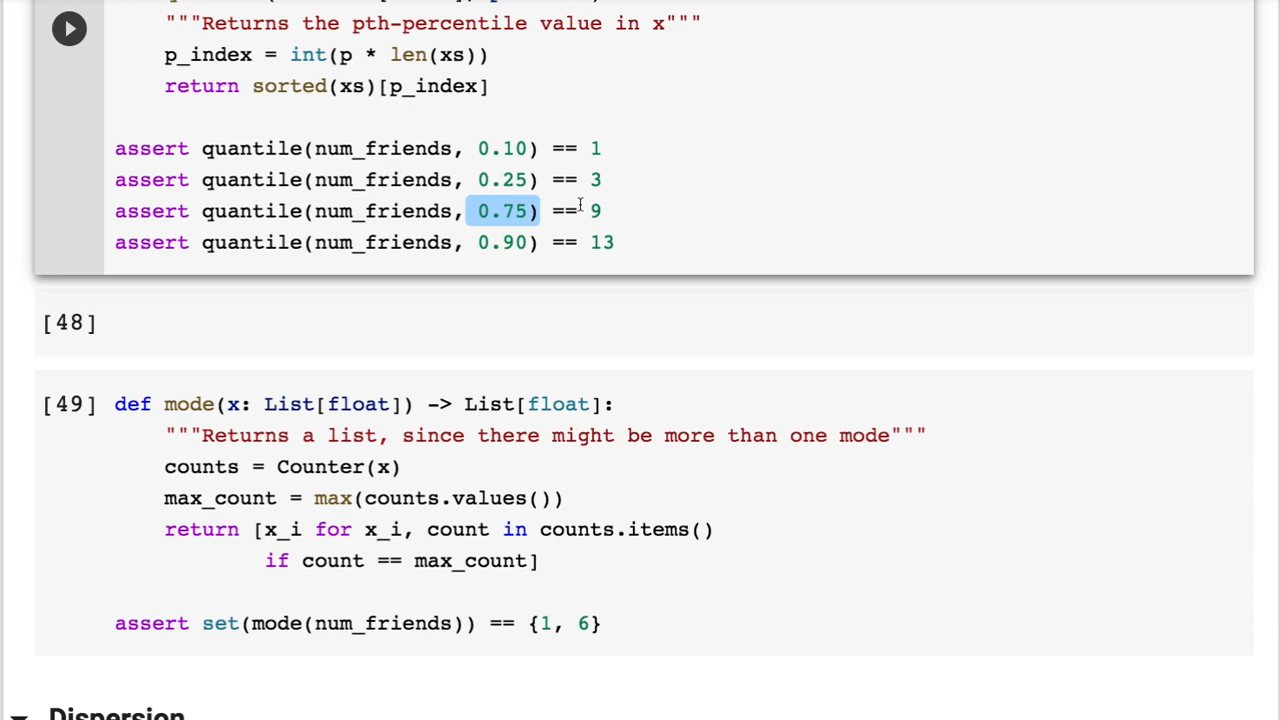 """Returns the pth-percentile value in x"""
p_index = int(p * len(xs))
return sorted(xs)[p_index]
assert quantile(num_friends, 0.10) == 1
assert quantile(num_friends, 0.25) == 3
assert quantile(num_friends, 0.75) == 9
assert quantile(num_friends, 0.90) == 13
[48]
[49] def mode(x: List[float]) -> List[float]:
"""Returns a list, since there might be more than one mode"""
counts = Counter(x)
max_count = max(counts.values())
return [x_i for x_i, count in counts.items()
if count == max_count]
assert set(mode(num_friends)) == {1, 6}
Dispersion